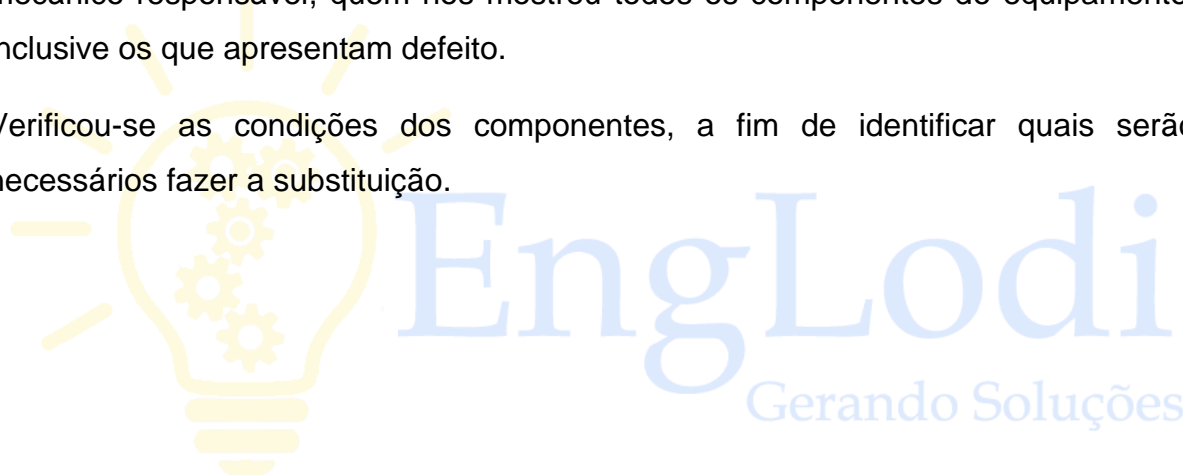 mecânico responsável, quem nos mostrou todos os componentes do equipamento
inclusive os que apresentam defeito.
Verificou-se as condições dos componentes, a fim de identificar quais serão
necessários fazer a substituição.
EngLodi
Gerando Soluções